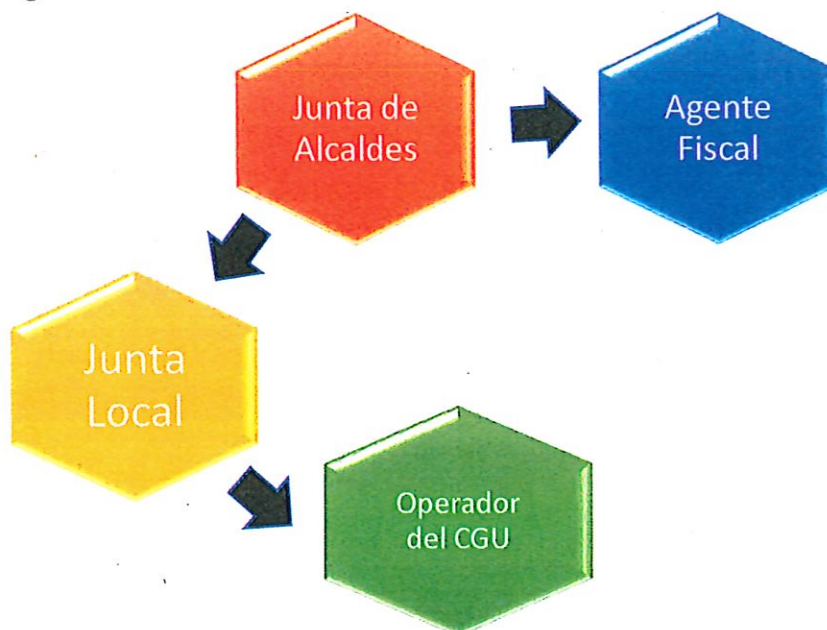 Junta de
Alcaldes
Agente
Fiscal
Junta
Local
Operador
del CGU